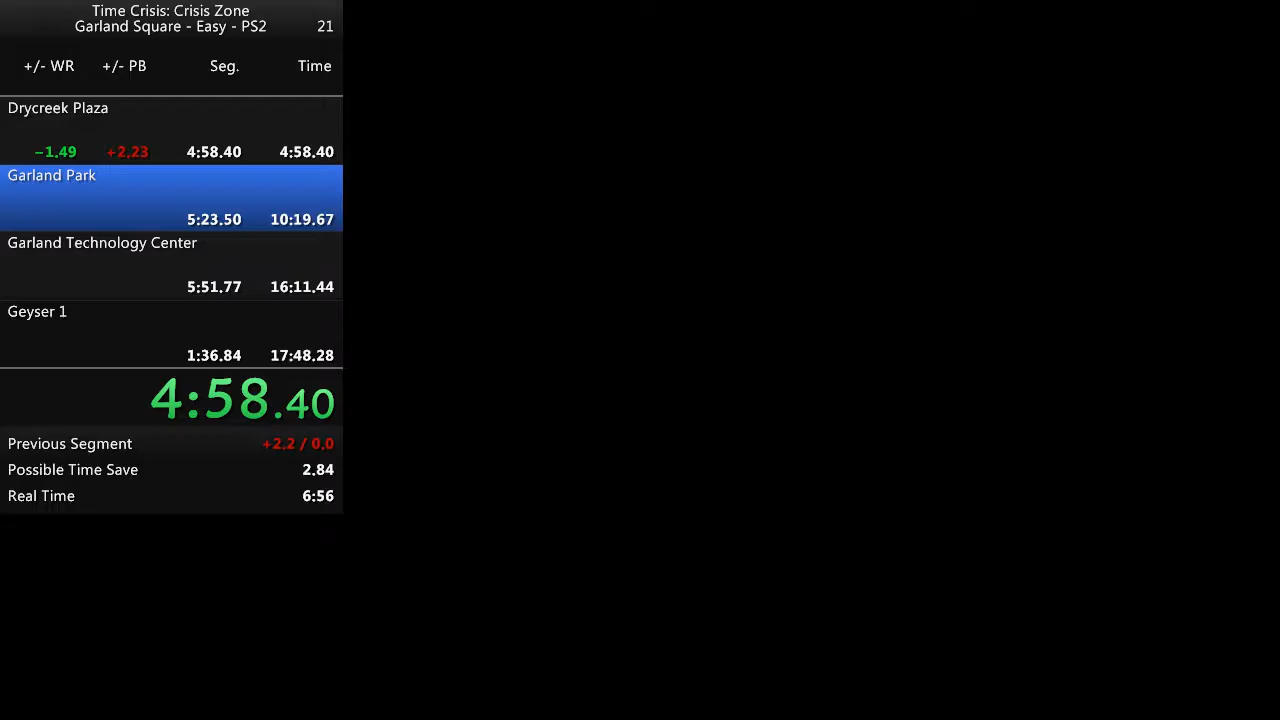 Time Crisis: Crisis Zone
Garland Square - Easy - PS2 21
+/- WR +/- PB Seg. Time
Drycreek Plaza
−1.49 +2.23 4:58.40 4:58.40
Garland Park
5:23.50 10:19.67
Garland Technology Center
5:51.77 16:11.44
Geyser 1
1:36.84 17:48.28
4:58.40
Previous Segment +2.2 / 0.0
Possible Time Save 2.84
Real Time 6:56